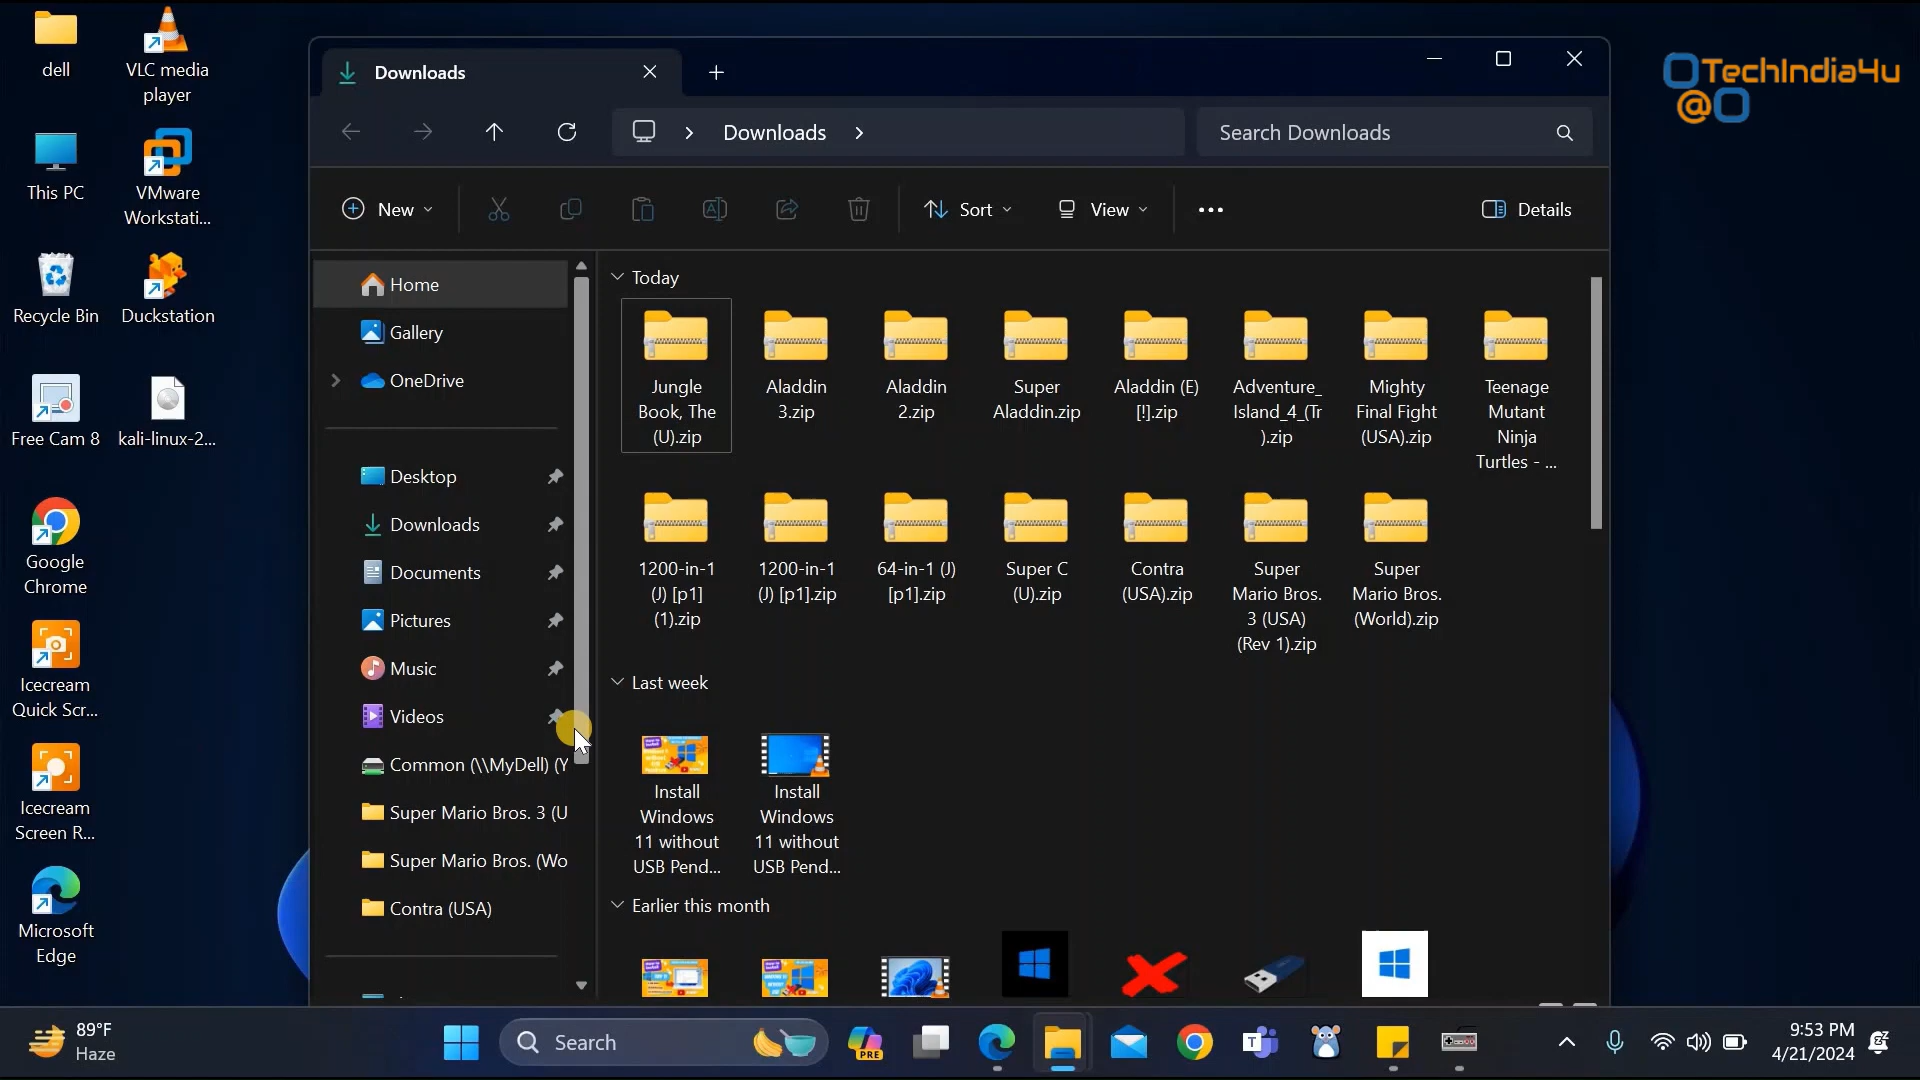 dell
VLC media
player
This PC
VMware
Workstati...
Recycle Bin
Duckstation
Free Cam 8
kali-linux-2...
Google
Chrome
Icecream
Quick Scr...
Icecream
Screen R...
Microsoft
Edge
TechIndia4u
@
Downloads
Downloads
Search Downloads
New
Sort
View
Details
Home
Gallery
OneDrive
Desktop
Downloads
Documents
Pictures
Music
Videos
Common (\\MyDell) (Y
Super Mario Bros. 3 (U
Super Mario Bros. (Wo
Contra (USA)
Today
Jungle
Book, The
(U).zip
Aladdin
3.zip
Aladdin
2.zip
Super
Aladdin.zip
Aladdin (E)
[!].zip
Adventure_
Island_4_(Tr
).zip
Mighty
Final Fight
(USA).zip
Teenage
Mutant
Ninja
Turtles - ...
1200-in-1
(J) [p1]
(1).zip
1200-in-1
(J) [p1].zip
64-in-1 (J)
[p1].zip
Super C
(U).zip
Contra
(USA).zip
Super
Mario Bros.
3 (USA)
(Rev 1).zip
Super
Mario Bros.
(World).zip
Last week
Install
Windows
11 without
USB Pend...
Install
Windows
11 without
USB Pend...
Earlier this month
89°F
Haze
Search
PRE
9:53 PM
4/21/2024